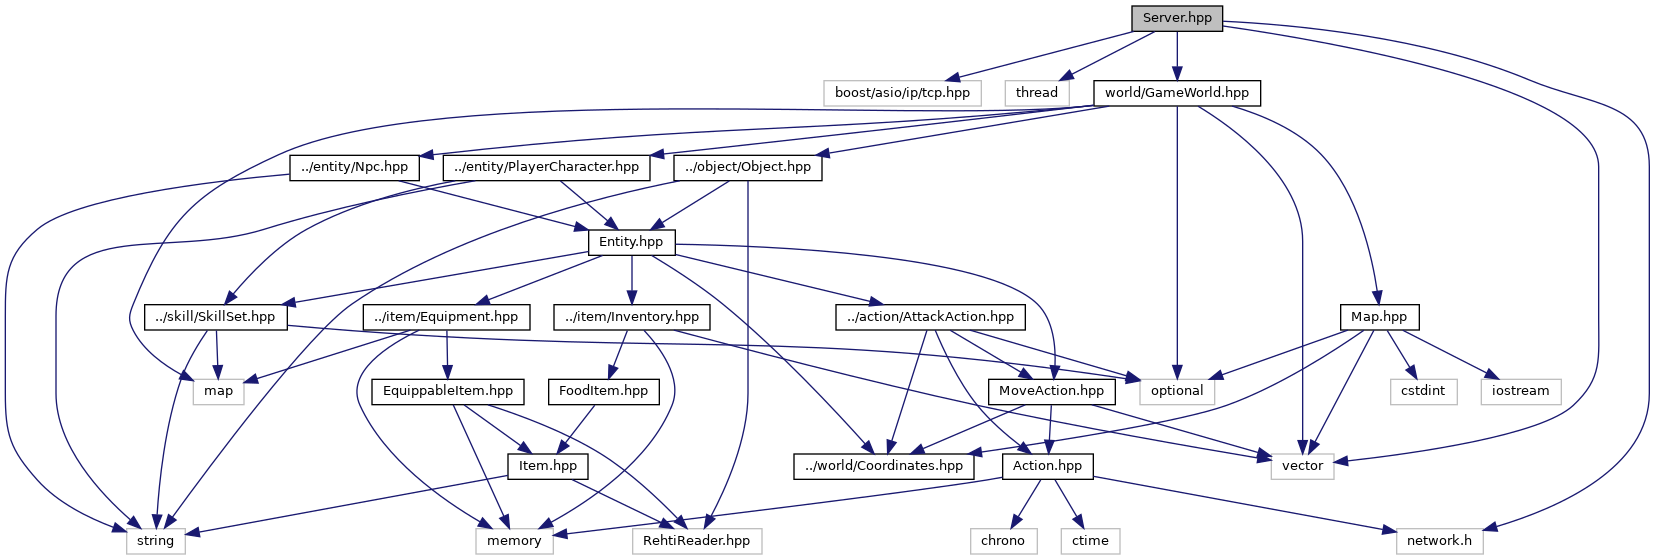 Server.hpp
boost/asio/ip/tcp.hpp
thread
world/GameWorld.hpp
../entity/Npc.hpp
../entity/PlayerCharacter.hpp
../object/Object.hpp
Entity.hpp
../skill/SkillSet.hpp
../item/Equipment.hpp
../item/Inventory.hpp
../action/AttackAction.hpp
Map.hpp
map
EquippableItem.hpp
FoodItem.hpp
MoveAction.hpp
optional
cstdint
iostream
Item.hpp
../world/Coordinates.hpp
Action.hpp
vector
string
memory
RehtiReader.hpp
chrono
ctime
network.h